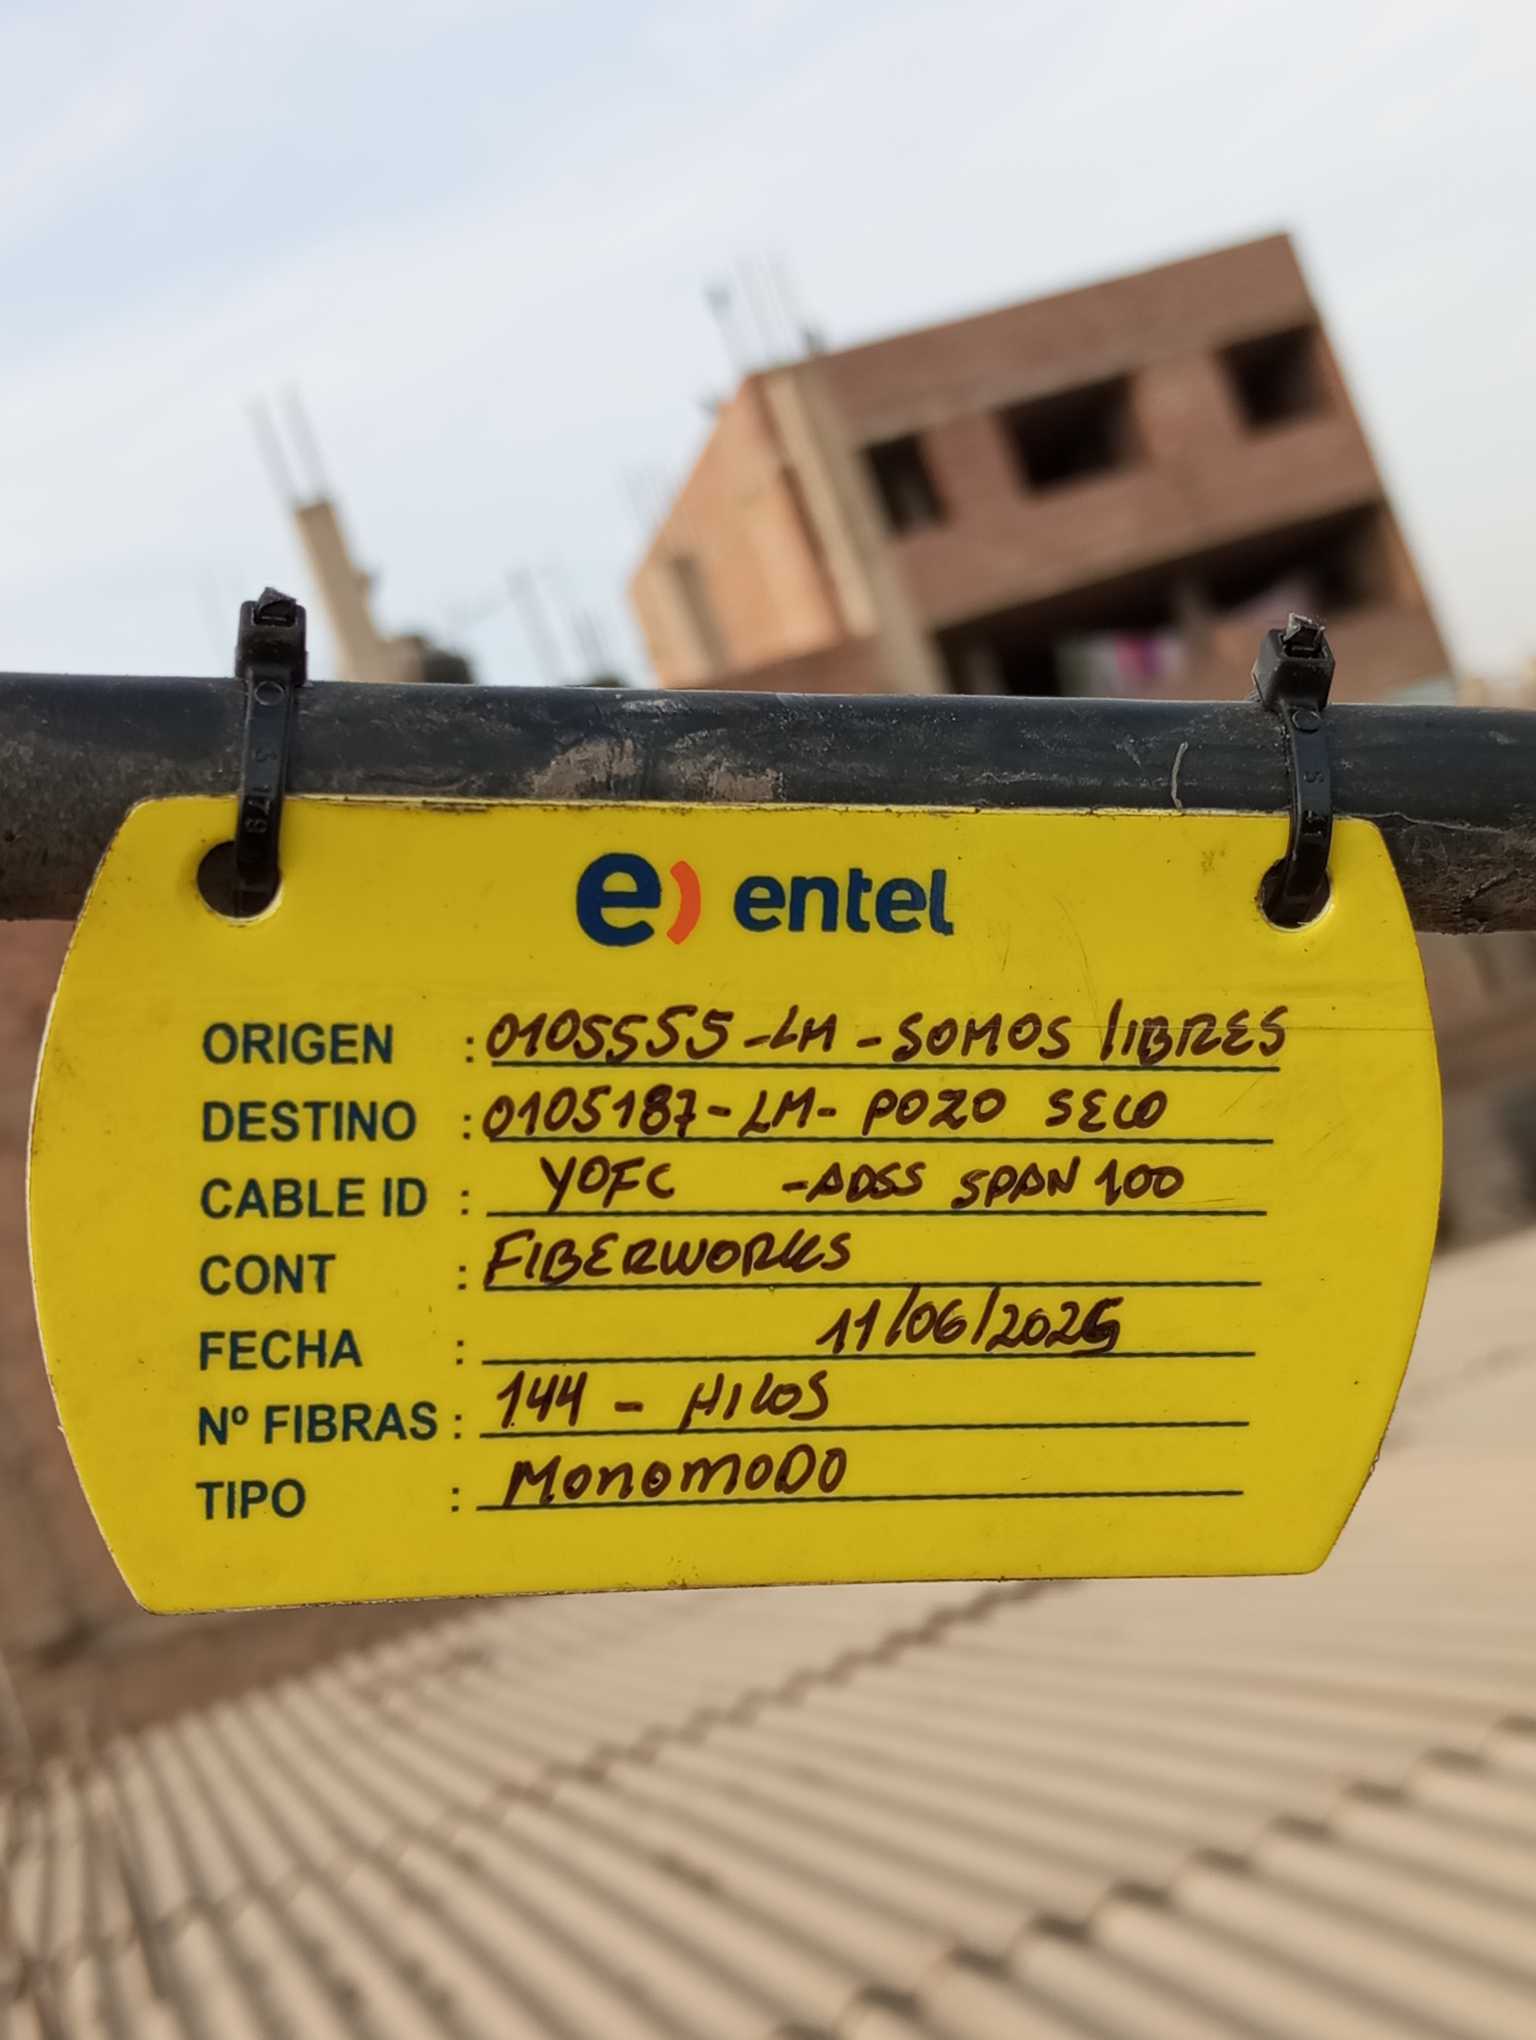 e) entel
ORIGEN : 0105555-LM-SOMOS LIBRES
DESTINO : 0105187-LM-POZO SECO
CABLE ID : YOFC -ADSS SPAN 100
CONT : FIBERWORKS
FECHA : 11/06/2025
Nº FIBRAS : 144 - HILOS
TIPO : MONOMODO